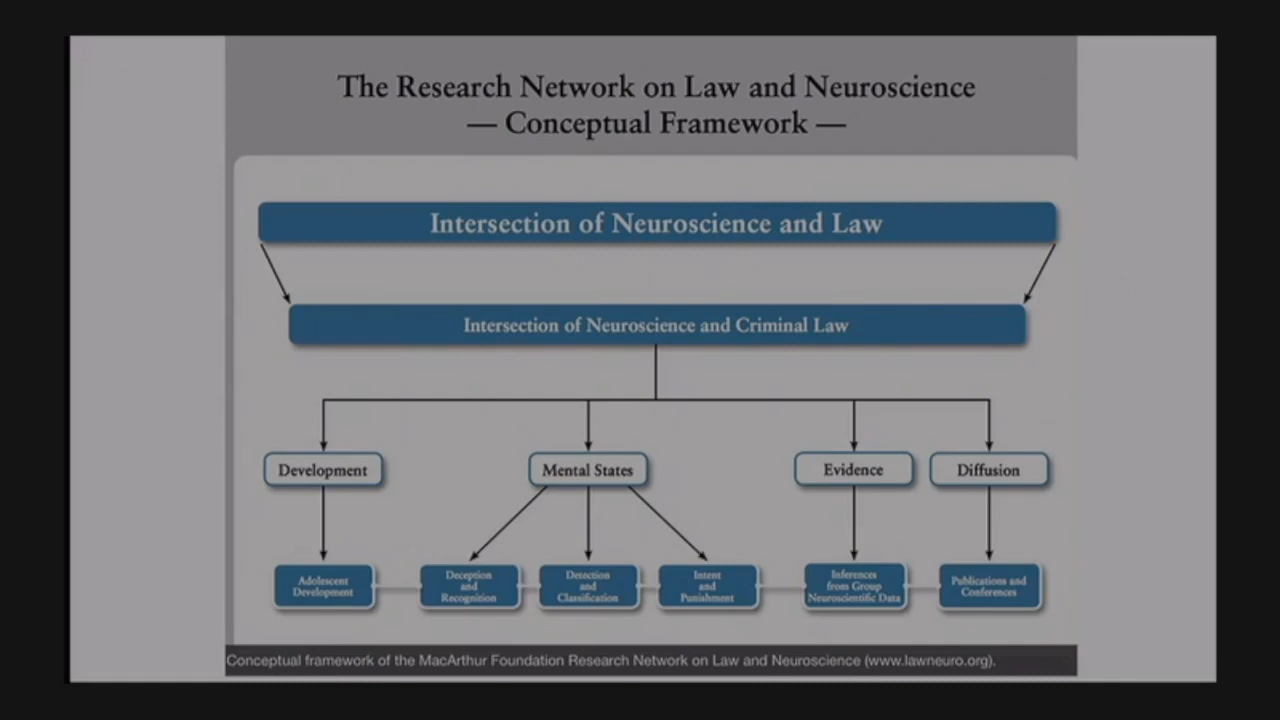 The Research Network on Law and Neuroscience
— Conceptual Framework —
Intersection of Neuroscience and Law
Intersection of Neuroscience and Criminal Law
Development
Mental States
Evidence
Diffusion
Adolescent
Development
Deception
and
Recognition
Detection
and
Classification
Intent
and
Punishment
Inferences
from Group
Neuroscientific Data
Publications and
Conferences
Conceptual framework of the MacArthur Foundation Research Network on Law and Neuroscience (www.lawneuro.org).